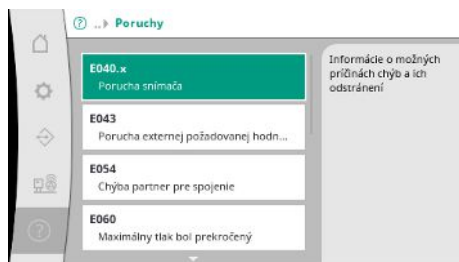 ..▸ Poruchy
E040.x
Porucha snímača
E043
Porucha externej požadovanej hodn...
E054
Chýba partner pre spojenie
E060
Maximálny tlak bol prekročený
Informácie o možných
príčinách chýb a ich
odstránení